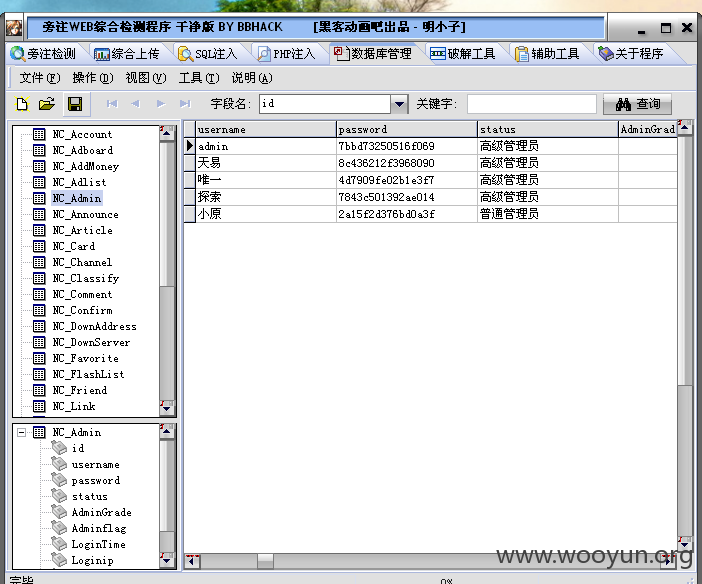 旁注WEB综合检测程序 干净版 BY BBHACK [黑客动画吧出品 - 明小子]
旁注检测 综合上传 SQL注入 PHP注入 数据库管理 破解工具 辅助工具 关于程序
文件(F) 操作(D) 视图(V) 工具(T) 说明(A)
字段名: id 关键字: 查询
NC_Account
NC_Adboard
NC_AddMoney
NC_Adlist
NC_Admin
NC_Announce
NC_Article
NC_Card
NC_Channel
NC_Classify
NC_Comment
NC_Confirm
NC_DownAddress
NC_DownServer
NC_Favorite
NC_FlashList
NC_Friend
NC_Link
NC_Admin
id
username
password
status
AdminGrade
Adminflag
LoginTime
Loginip
username password status AdminGrad
admin 7bbd73250516f069 高级管理员
天易 8c436212f3968090 高级管理员
唯一 4d7909fe02b1e3f7 高级管理员
探索 7843c501392ae014 高级管理员
小原 2a15f2d376bd0a3f 普通管理员
www.wooyun.org
完毕 0%